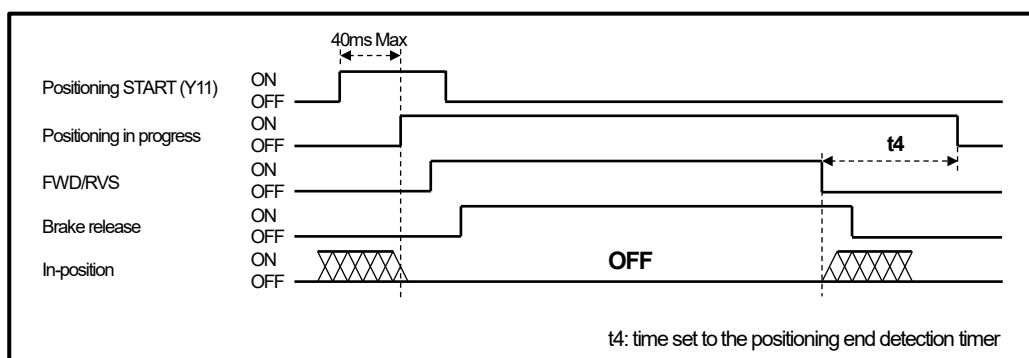 40ms Max
Positioning START (Y11) ON
OFF
Positioning in progress ON
OFF
t4
FWD/RVS ON
OFF
Brake release ON
OFF
In-position ON
OFF
OFF
t4: time set to the positioning end detection timer